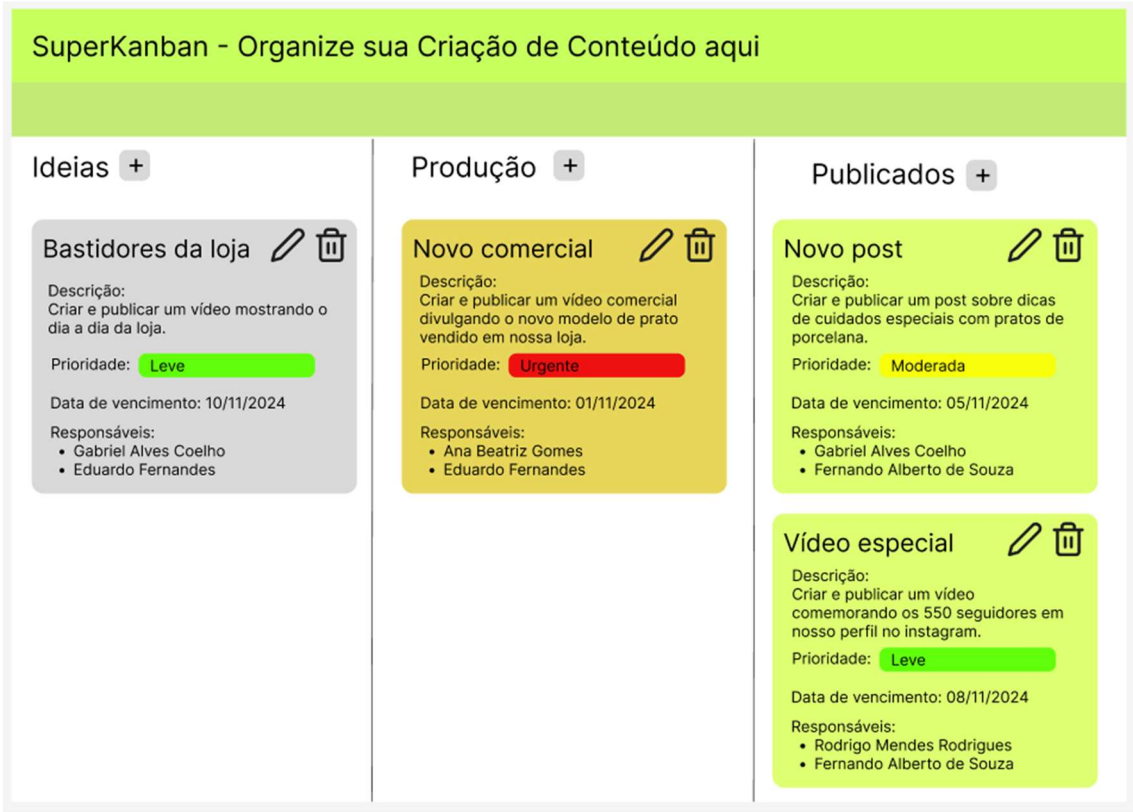 SuperKanban - Organize sua Criação de Conteúdo aqui
Ideias +
Bastidores da loja
Descrição:
Criar e publicar um vídeo mostrando o
dia a dia da loja.
Prioridade: Leve
Data de vencimento: 10/11/2024
Responsáveis:
• Gabriel Alves Coelho
• Eduardo Fernandes
Produção +
Novo comercial
Descrição:
Criar e publicar um vídeo comercial
divulgando o novo modelo de prato
vendido em nossa loja.
Prioridade: Urgente
Data de vencimento: 01/11/2024
Responsáveis:
• Ana Beatriz Gomes
• Eduardo Fernandes
Publicados +
Novo post
Descrição:
Criar e publicar um post sobre dicas
de cuidados especiais com pratos de
porcelana.
Prioridade: Moderada
Data de vencimento: 05/11/2024
Responsáveis:
• Gabriel Alves Coelho
• Fernando Alberto de Souza
Vídeo especial
Descrição:
Criar e publicar um vídeo
comemorando os 550 seguidores em
nosso perfil no instagram.
Prioridade: Leve
Data de vencimento: 08/11/2024
Responsáveis:
• Rodrigo Mendes Rodrigues
• Fernando Alberto de Souza